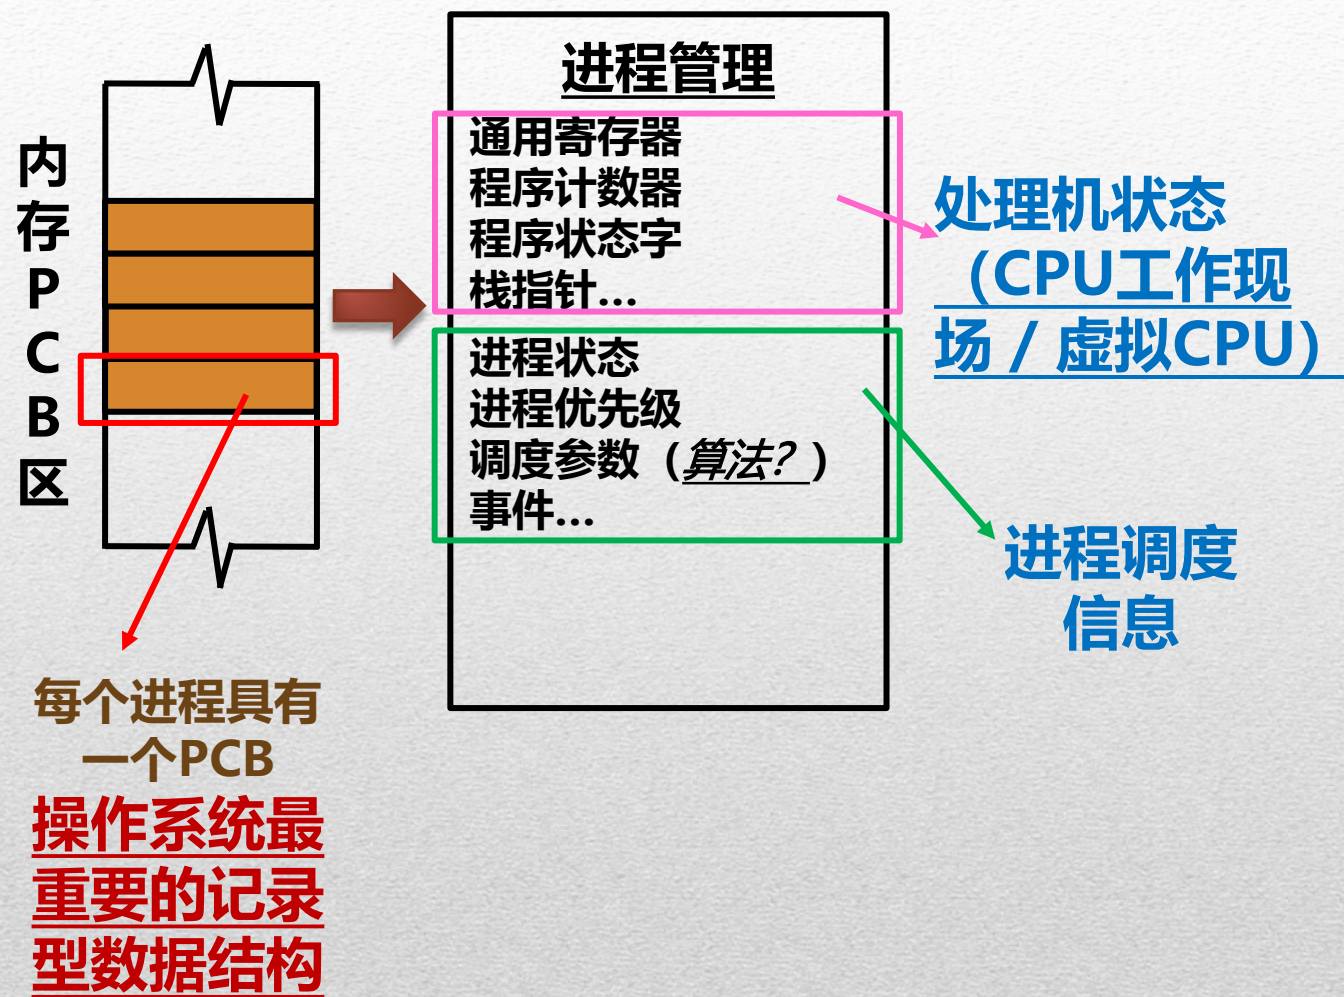 内
存
P
C
B
区
进程管理
通用寄存器
程序计数器
程序状态字
栈指针...
进程状态
进程优先级
调度参数（算法？）
事件...
处理机状态
（CPU工作现
场 / 虚拟CPU）
进程调度
信息
每个进程具有
一个PCB
操作系统最
重要的记录
型数据结构